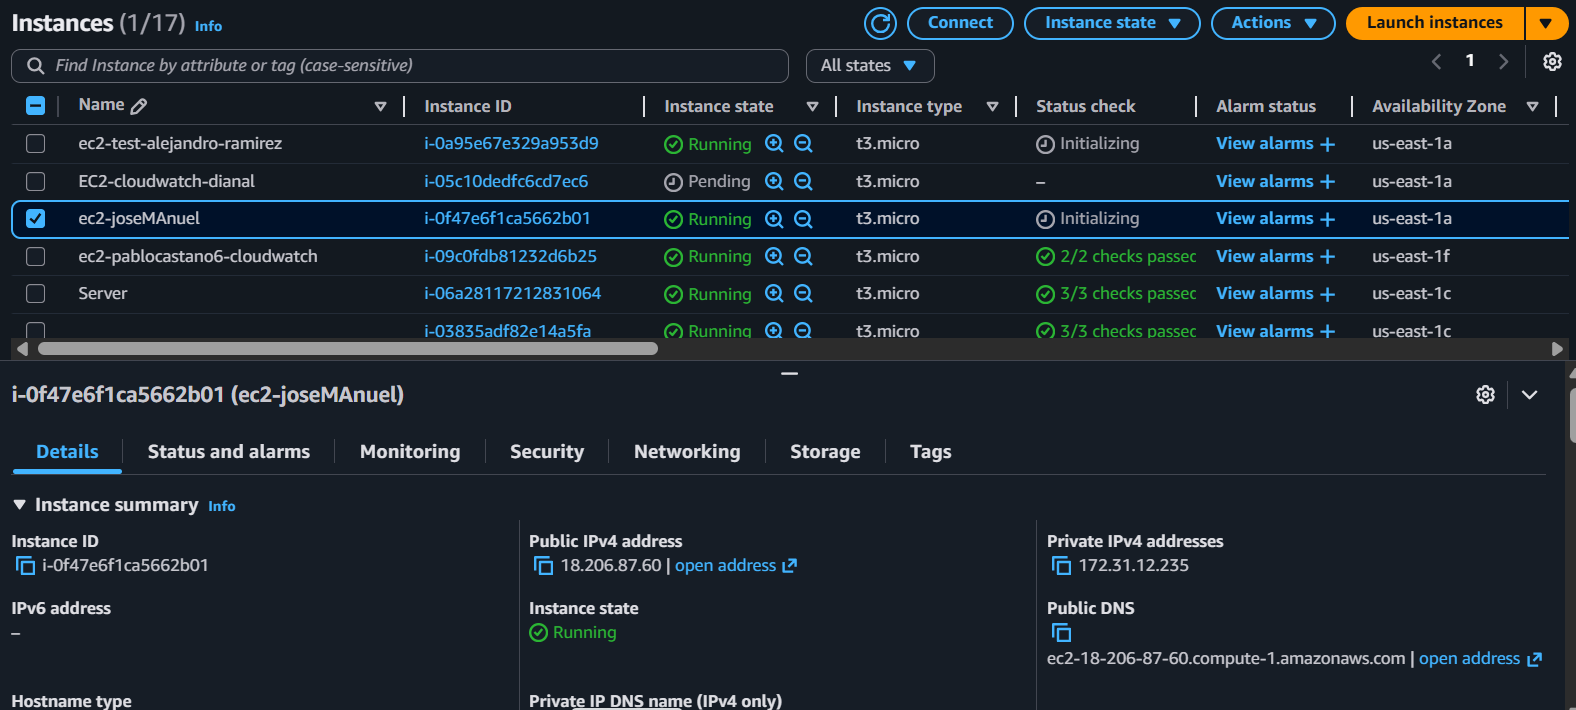 Instances (1/17) Info Connect Instance state Actions Launch instances
Find Instance by attribute or tag (case-sensitive) All states 1
Name Instance ID Instance state Instance type Status check Alarm status Availability Zone
ec2-test-alejandro-ramirez i-0a95e67e329a953d9 Running t3.micro Initializing View alarms + us-east-1a
EC2-cloudwatch-dianal i-05c10dedfc6cd7ec6 Pending t3.micro – View alarms + us-east-1a
ec2-joseMAnuel i-0f47e6f1ca5662b01 Running t3.micro Initializing View alarms + us-east-1a
ec2-pablocastano6-cloudwatch i-09c0fdb81232d6b25 Running t3.micro 2/2 checks passec View alarms + us-east-1f
Server i-06a28117212831064 Running t3.micro 3/3 checks passec View alarms + us-east-1c
i-03835adf82e14a5fa Running t3.micro 3/3 checks passec View alarms + us-east-1c
i-0f47e6f1ca5662b01 (ec2-joseMAnuel)
Details Status and alarms Monitoring Security Networking Storage Tags
Instance summary Info
Instance ID Public IPv4 address Private IPv4 addresses
i-0f47e6f1ca5662b01 18.206.87.60 | open address 172.31.12.235
IPv6 address Instance state Public DNS
– Running
ec2-18-206-87-60.compute-1.amazonaws.com | open address
Hostname type Private IP DNS name (IPv4 only)